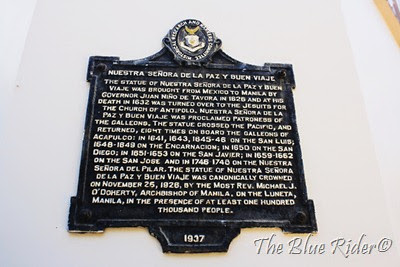 NUESTRA SEÑORA DE LA PAZ Y BUEN VIAJE
THE STATUE OF NUESTRA SEÑORA DE LA PAZ Y BUEN
VIAJE WAS BROUGHT FROM MEXICO TO MANILA BY
GOVERNOR JUAN NIÑO DE TAVORA IN 1626 AND AT HIS
DEATH IN 1632 WAS TURNED OVER TO THE JESUITS FOR
THE CHURCH OF ANTIPOLO. NUESTRA SEÑORA DE LA
PAZ Y BUEN VIAJE WAS PROCLAIMED PATRONESS OF
THE GALLEONS. THE STATUE CROSSED THE PACIFIC, AND
RETURNED, EIGHT TIMES ON BOARD THE GALLEONS OF
ACAPULCO: IN 1641, 1643, 1645-46 ON THE SAN LUIS;
1648-1649 ON THE ENCARNACION; IN 1650 ON THE SAN
DIEGO; IN 1651-1653 ON THE SAN JAVIER; IN 1659-1662
ON THE SAN JOSE AND IN 1746-1748 ON THE NUESTRA
SEÑORA DEL PILAR. THE STATUE OF NUESTRA SEÑORA
DE LA PAZ Y BUEN VIAJE WAS CANONICALLY CROWNED
ON NOVEMBER 26, 1926, BY THE MOST REV. MICHAEL J.
O'DOHERTY, ARCHBISHOP OF MANILA, ON THE LUNETA,
MANILA, IN THE PRESENCE OF AT LEAST ONE HUNDRED
THOUSAND PEOPLE.
1937
The Blue Rider©